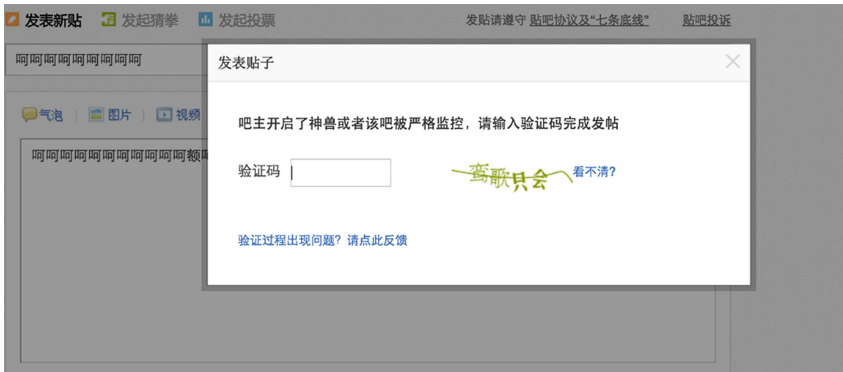 发表新贴 发起猜拳 发起投票 发贴请遵守 贴吧协议及“七条底线” 贴吧投诉
呵呵呵呵呵呵呵呵呵
发表贴子
气泡 图片 视频
吧主开启了神兽或者该吧被严格监控，请输入验证码完成发帖
呵呵呵呵呵呵呵呵呵呵呵额
验证码 看不清？
验证过程出现问题？请点此反馈